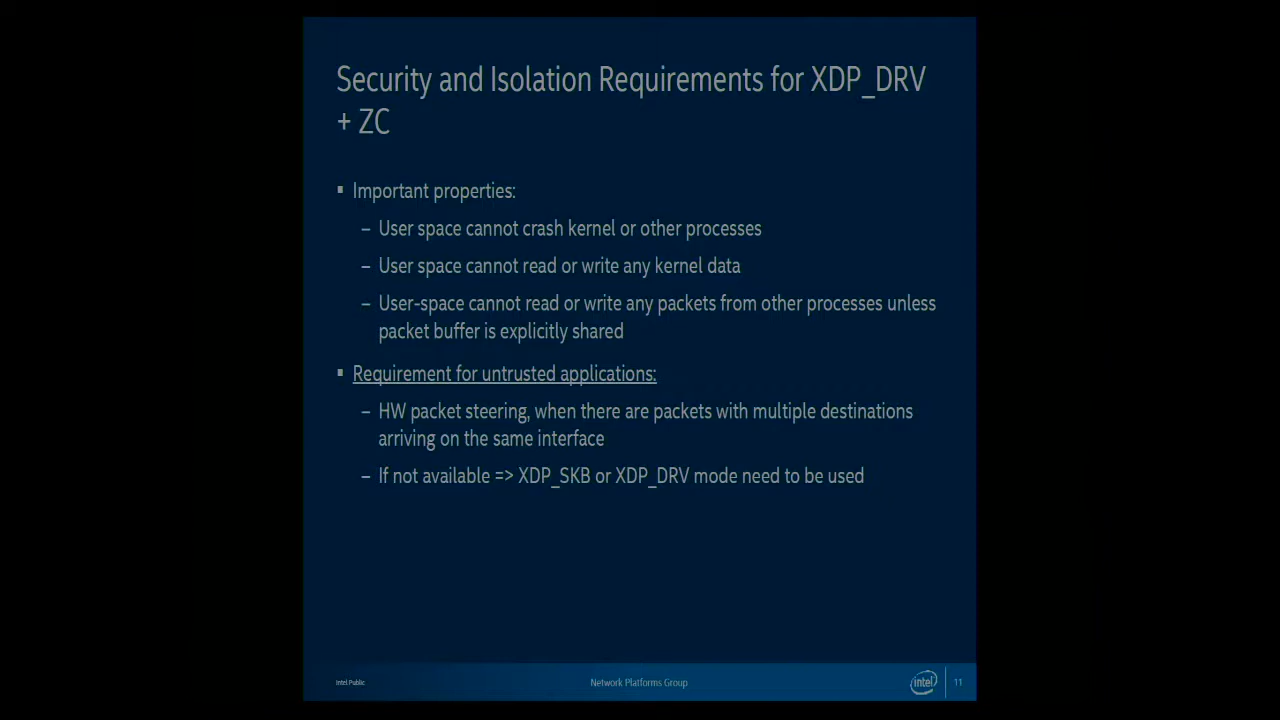 Security and Isolation Requirements for XDP_DRV
+ ZC
▪ Important properties:
– User space cannot crash kernel or other processes
– User space cannot read or write any kernel data
– User-space cannot read or write any packets from other processes unless
packet buffer is explicitly shared
▪ Requirement for untrusted applications:
– HW packet steering, when there are packets with multiple destinations
arriving on the same interface
– If not available => XDP_SKB or XDP_DRV mode need to be used
Intel Public
Network Platforms Group
intel
11